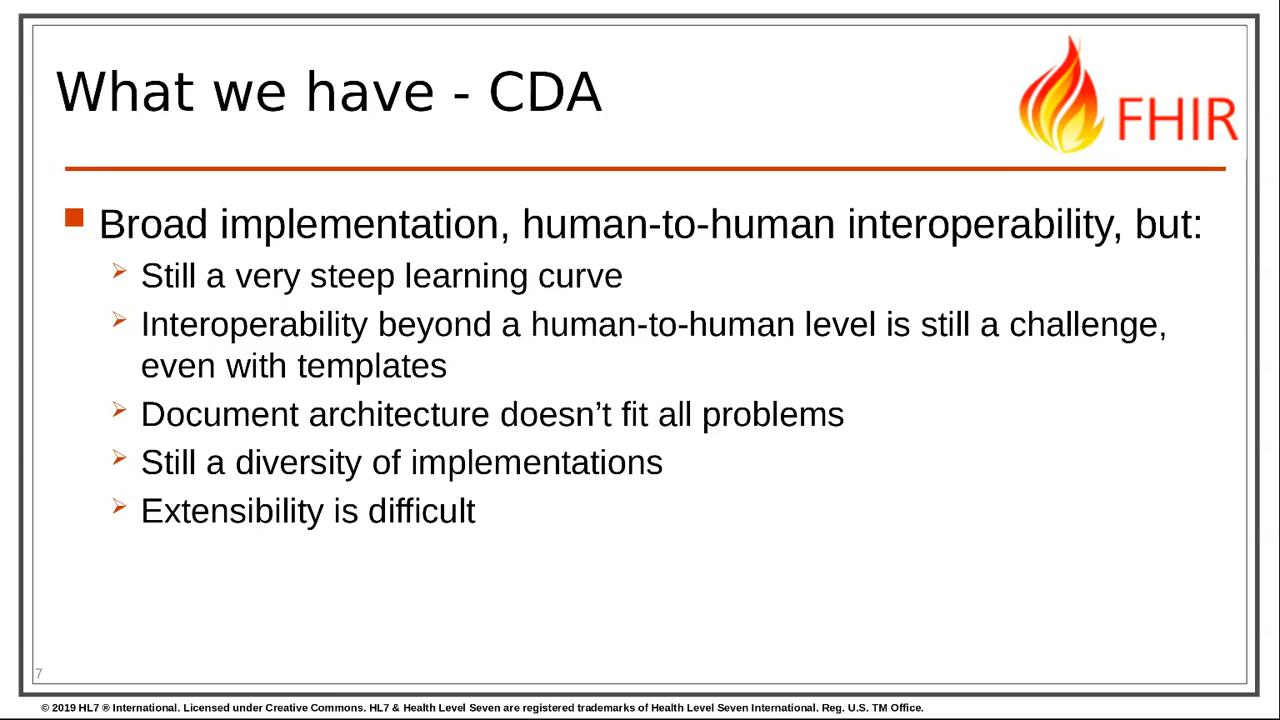 What we have - CDA
FHIR
Broad implementation, human-to-human interoperability, but:
Still a very steep learning curve
Interoperability beyond a human-to-human level is still a challenge,
even with templates
Document architecture doesn’t fit all problems
Still a diversity of implementations
Extensibility is difficult
7
© 2019 HL7 ® International. Licensed under Creative Commons. HL7 & Health Level Seven are registered trademarks of Health Level Seven International. Reg. U.S. TM Office.